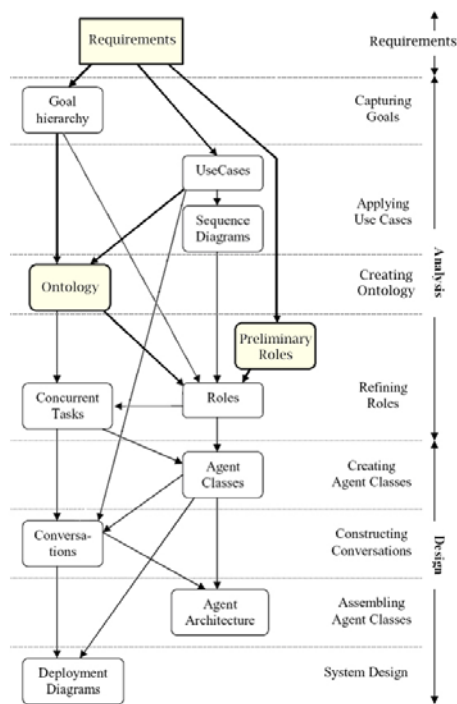 Requirements
Requirements
Goal
hierarchy
Capturing
Goals
UseCases
Applying
Use Cases
Sequence
Diagrams
Analysis
Ontology
Creating
Ontology
Preliminary
Roles
Concurrent
Tasks
Roles
Refining
Roles
Agent
Classes
Creating
Agent Classes
Conversa-
tions
Constructing
Conversations
Design
Agent
Architecture
Assembling
Agent Classes
Deployment
Diagrams
System Design